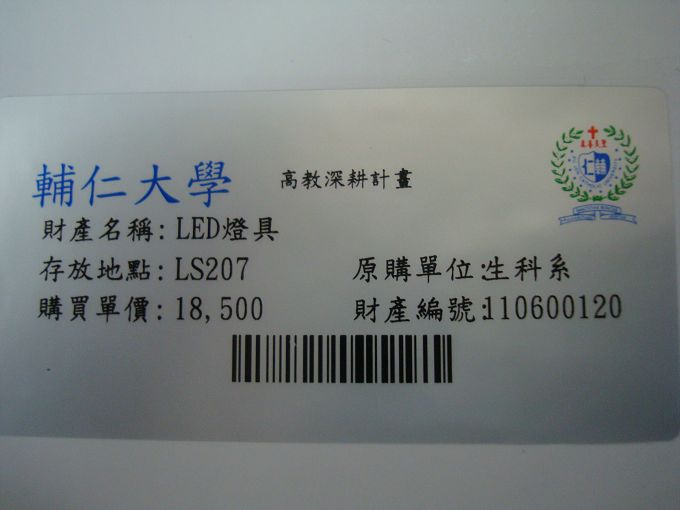 輔仁大學 高教深耕計畫
財產名稱: LED燈具
存放地點: LS207 原購單位:生科系
購買單價: 18,500 財產編號:110600120
輔仁